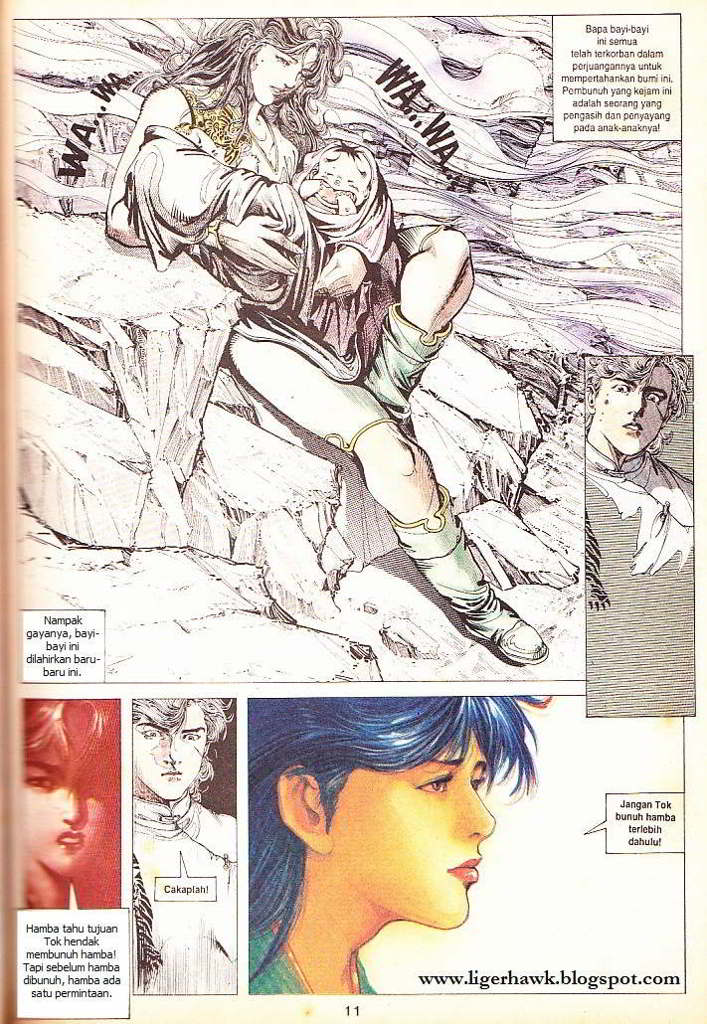 Bapa bayi-bayi
ini semua
telah terkorban dalam
perjuangannya untuk
mempertahankan bumi ini.
Pembunuh yang kejam ini
adalah seorang yang
pengasih dan penyayang
pada anak-anaknya!
WA...WA...
WA...WA...
Nampak
gayanya, bayi-
bayi ini
dilahirkan baru-
baru ini.
Hamba tahu tujuan
Tok hendak
membunuh hamba!
Tapi sebelum hamba
dibunuh, hamba ada
satu permintaan.
Cakaplah!
Jangan Tok
bunuh hamba
terlebih
dahulu!
www.ligerhawk.blogspot.com
11